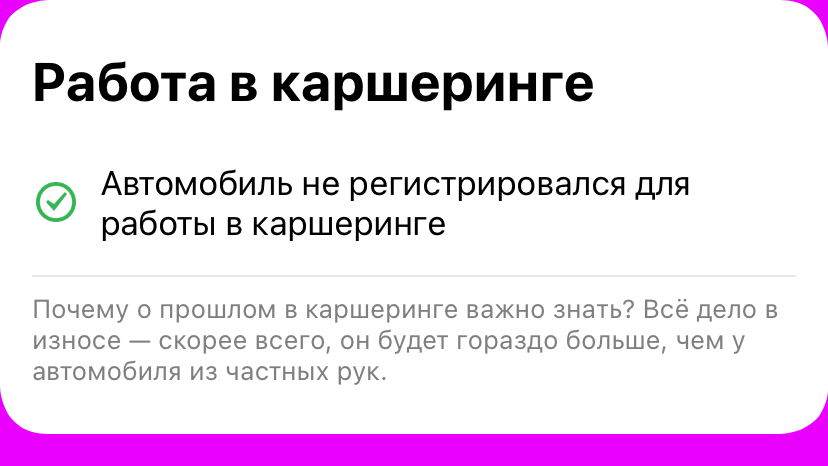 Работа в каршеринге
Автомобиль не регистрировался для
работы в каршеринге
Почему о прошлом в каршеринге важно знать? Всё дело в
износе — скорее всего, он будет гораздо больше, чем у
автомобиля из частных рук.